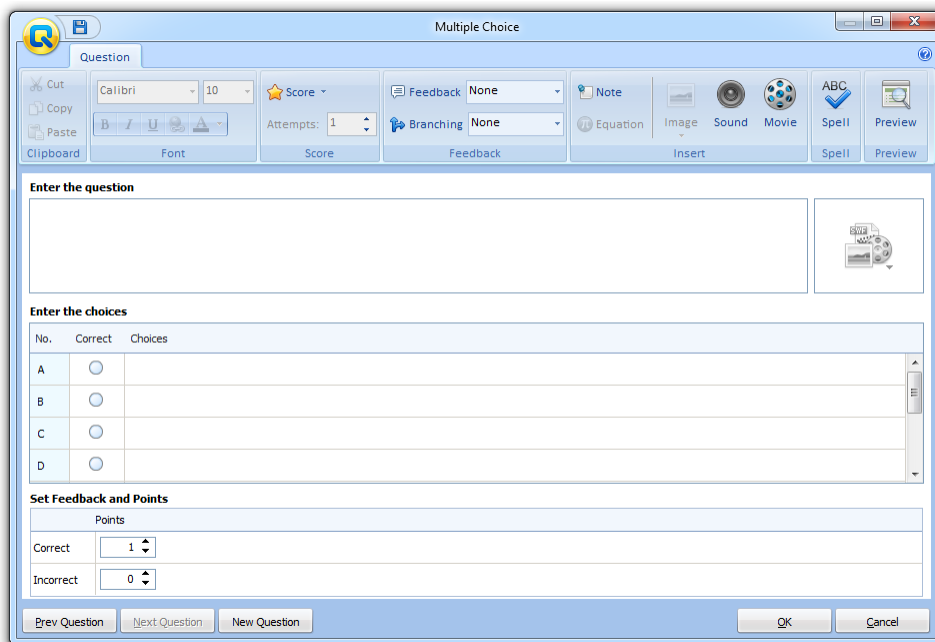 Multiple Choice
Question
Cut
Copy
Paste
Clipboard
Calibri 10
B I U A
Font
Score
Attempts: 1
Score
Feedback None
Branching None
Feedback
Note
Equation
Image
Sound
Movie
Insert
ABC
Spell
Spell
Preview
Preview
Enter the question
SWF
Enter the choices
No. Correct Choices
A
B
C
D
Set Feedback and Points
Points
Correct 1
Incorrect 0
Prev Question Next Question New Question OK Cancel